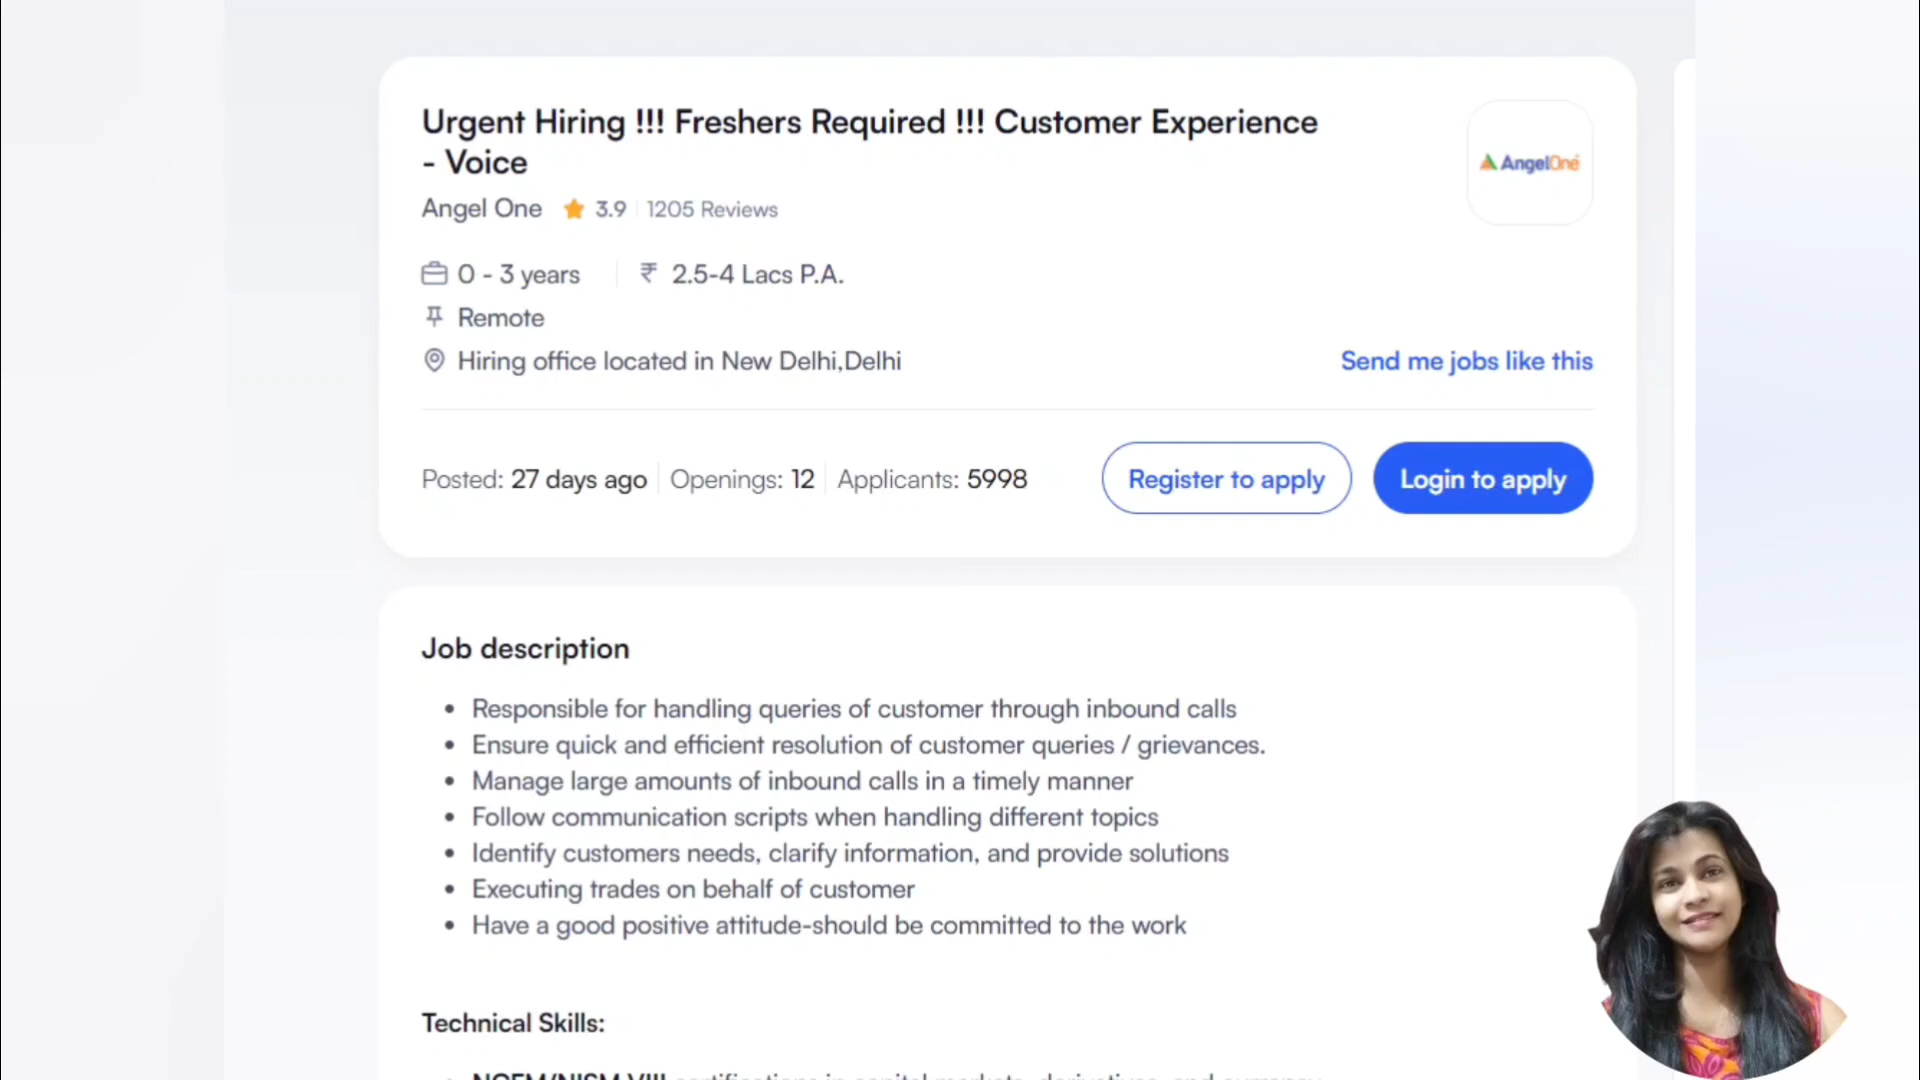 Urgent Hiring !!! Freshers Required !!! Customer Experience
- Voice
AngelOne
Angel One 3.9 1205 Reviews
0 - 3 years ₹ 2.5-4 Lacs P.A.
Remote
Hiring office located in New Delhi,Delhi
Send me jobs like this
Posted: 27 days ago Openings: 12 Applicants: 5998
Register to apply
Login to apply
Job description
• Responsible for handling queries of customer through inbound calls
• Ensure quick and efficient resolution of customer queries / grievances.
• Manage large amounts of inbound calls in a timely manner
• Follow communication scripts when handling different topics
• Identify customers needs, clarify information, and provide solutions
• Executing trades on behalf of customer
• Have a good positive attitude-should be committed to the work
Technical Skills: